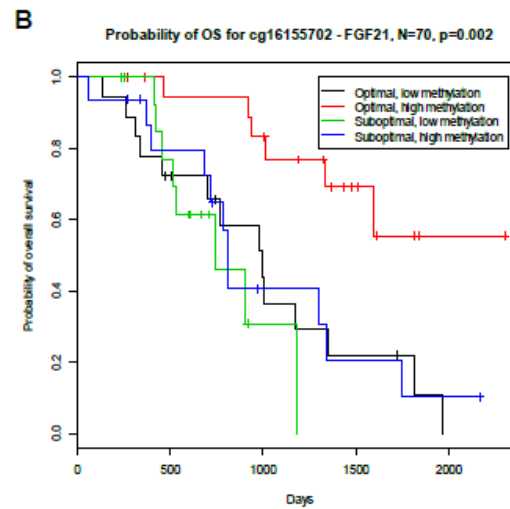 B
Probability of OS for cg16155702 - FGF21, N=70, p=0.002
Optimal, low methylation
Optimal, high methylation
Suboptimal, low methylation
Suboptimal, high methylation
Probability of overall survival
1.0
0.8
0.6
0.4
0.2
0.0
0
500
1000
1500
2000
Days